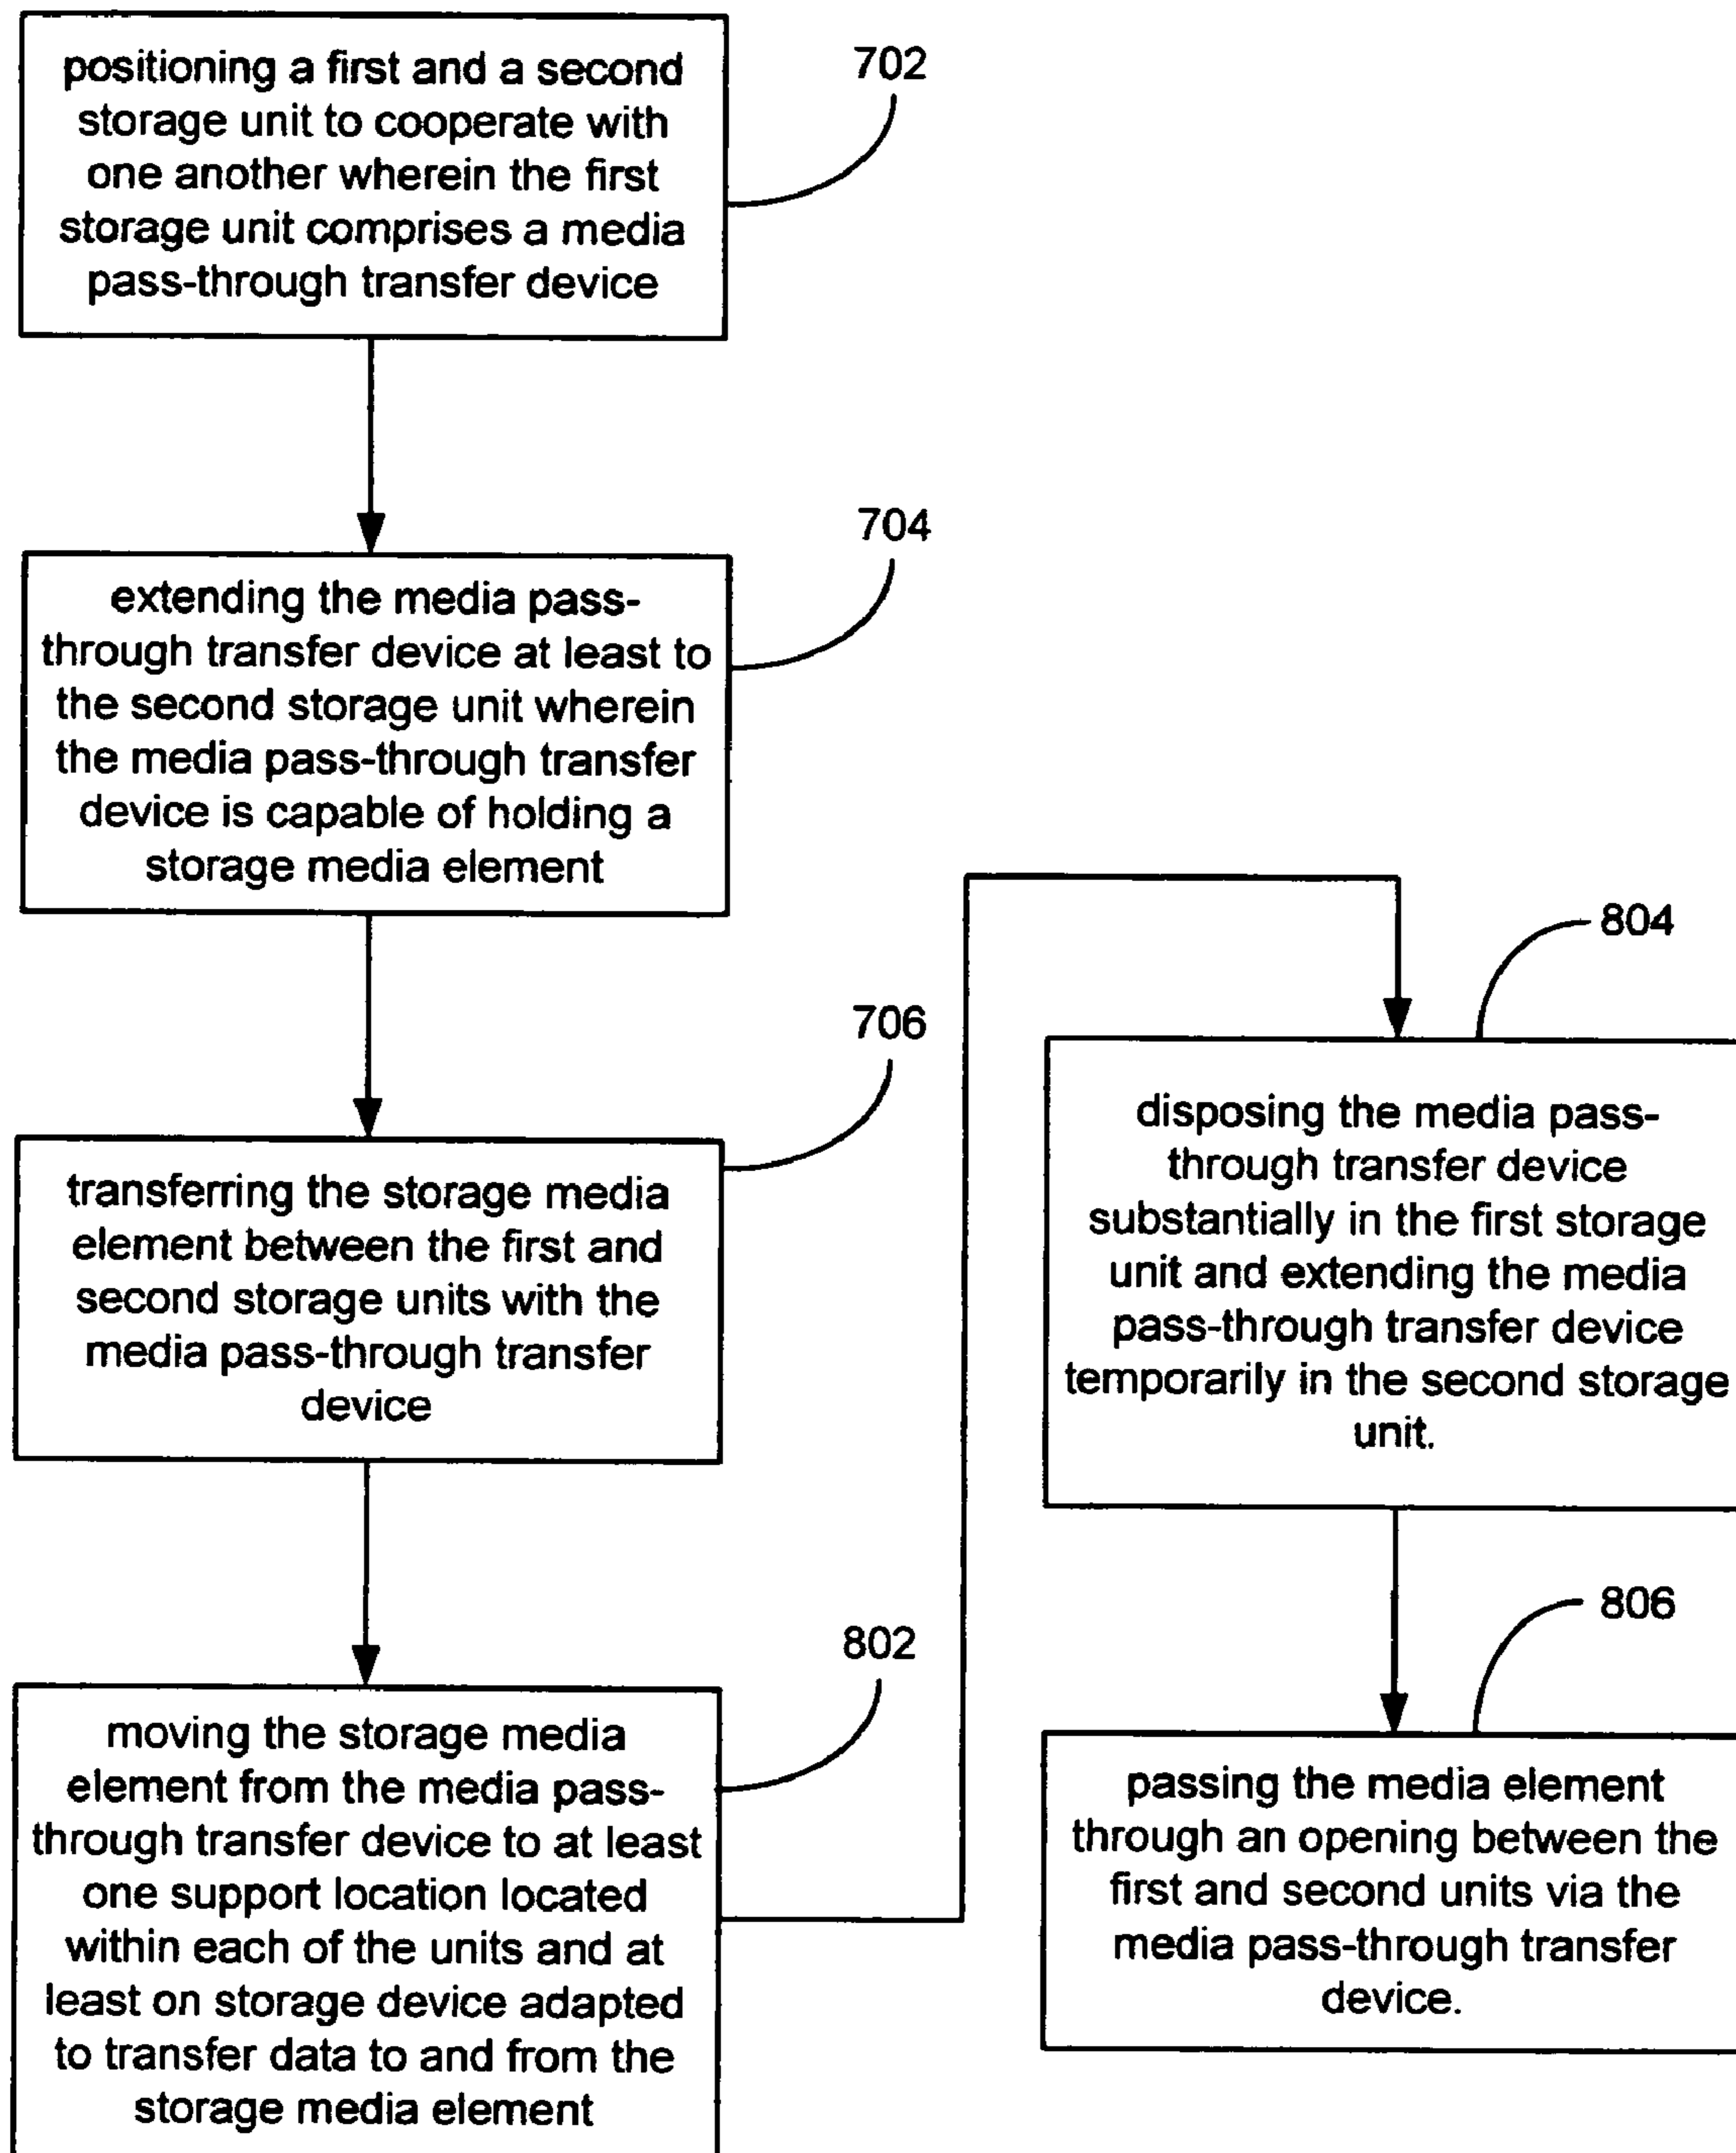 positioning a first and a second
storage unit to cooperate with
one another wherein the first
storage unit comprises a media
pass-through transfer device
702
extending the media pass-
through transfer device at least to
the second storage unit wherein
the media pass-through transfer
device is capable of holding a
storage media element
704
transferring the storage media
element between the first and
second storage units with the
media pass-through transfer
device
706
moving the storage media
element from the media pass-
through transfer device to at least
one support location located
within each of the units and at
least on storage device adapted
to transfer data to and from the
storage media element
802
disposing the media pass-
through transfer device
substantially in the first storage
unit and extending the media
pass-through transfer device
temporarily in the second storage
unit.
804
passing the media element
through an opening between the
first and second units via the
media pass-through transfer
device.
806